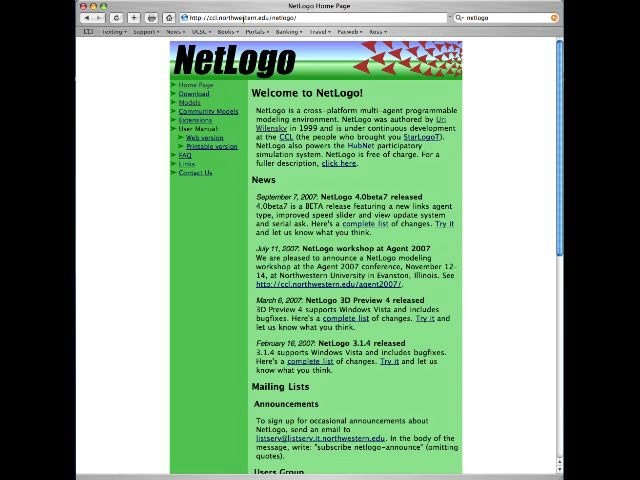 NetLogo Home Page
http://ccl.northwestern.edu/netlogo/
netlogo
Texting Support News UCSC Books Portals Banking Travel Pacweb Ross
NetLogo
Home Page
Download
Models
Community Models
Extensions
User Manual:
Web version
Printable version
FAQ
Links
Contact Us
Welcome to NetLogo!
NetLogo is a cross-platform multi-agent programmable
modeling environment. NetLogo was authored by Uri
Wilensky in 1999 and is under continuous development
at the CCL (the people who brought you StarLogoT).
NetLogo also powers the HubNet participatory
simulation system. NetLogo is free of charge. For a
fuller description, click here.
News
September 7, 2007: NetLogo 4.0beta7 released
4.0beta7 is a BETA release featuring a new links agent
type, improved speed slider and view update system
and serial ask. Here's a complete list of changes. Try it
and let us know what you think.
July 11, 2007: NetLogo workshop at Agent 2007
We are pleased to announce a NetLogo modeling
workshop at the Agent 2007 conference, November 12-
14, at Northwestern University in Evanston, Illinois. See
http://ccl.northwestern.edu/agent2007/.
March 6, 2007: NetLogo 3D Preview 4 released
3D Preview 4 supports Windows Vista and includes
bugfixes. Here's a complete list of changes. Try it and
let us know what you think.
February 16, 2007: NetLogo 3.1.4 released
3.1.4 supports Windows Vista and includes bugfixes.
Here's a complete list of changes. Try it and let us
know what you think.
Mailing Lists
Announcements
To sign up for occasional announcements about
NetLogo, send an email to
listserv@listserv.it.northwestern.edu. In the body of the
message, write: "subscribe netlogo-announce" (omitting
quotes).
Users Group